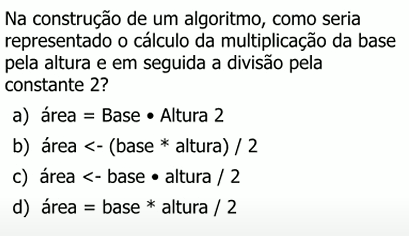 Na construção de um algoritmo, como seria
representado o cálculo da multiplicação da base
pela altura e em seguida a divisão pela
constante 2?
a) área = Base • Altura 2
b) área <- (base * altura) / 2
c) área <- base • altura / 2
d) área = base * altura / 2